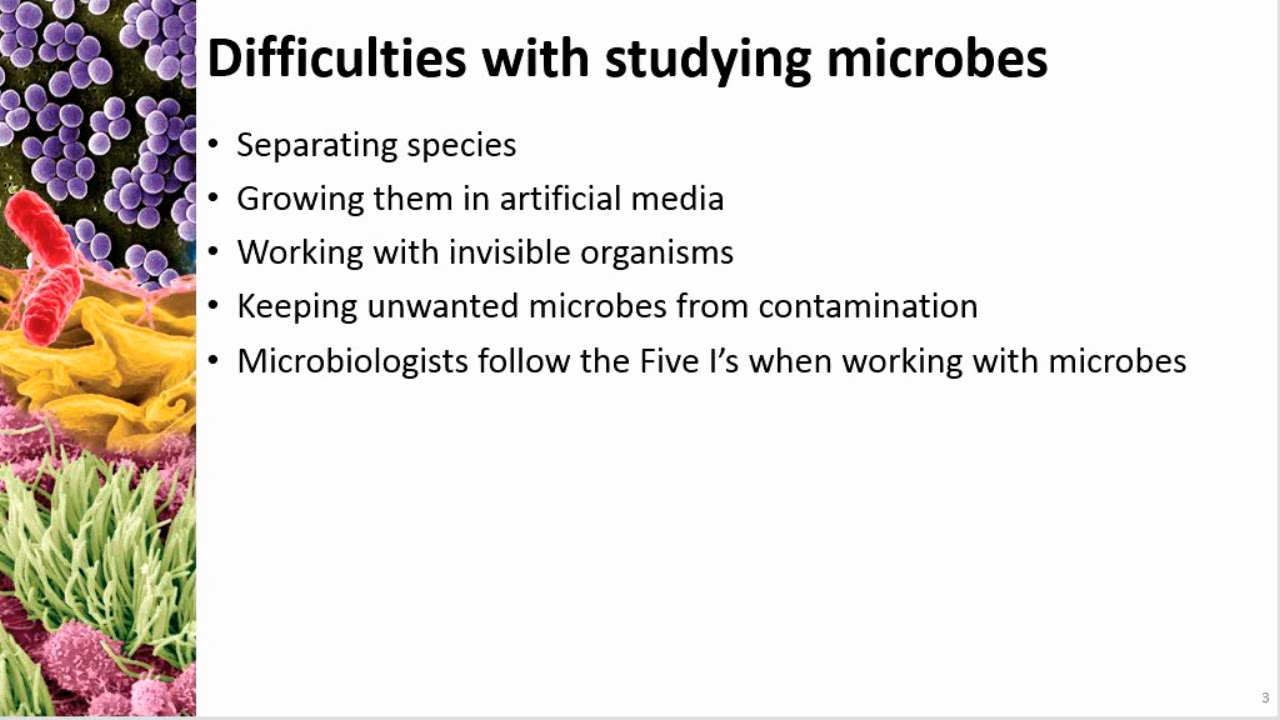 Difficulties with studying microbes
• Separating species
• Growing them in artificial media
• Working with invisible organisms
• Keeping unwanted microbes from contamination
• Microbiologists follow the Five I’s when working with microbes
3